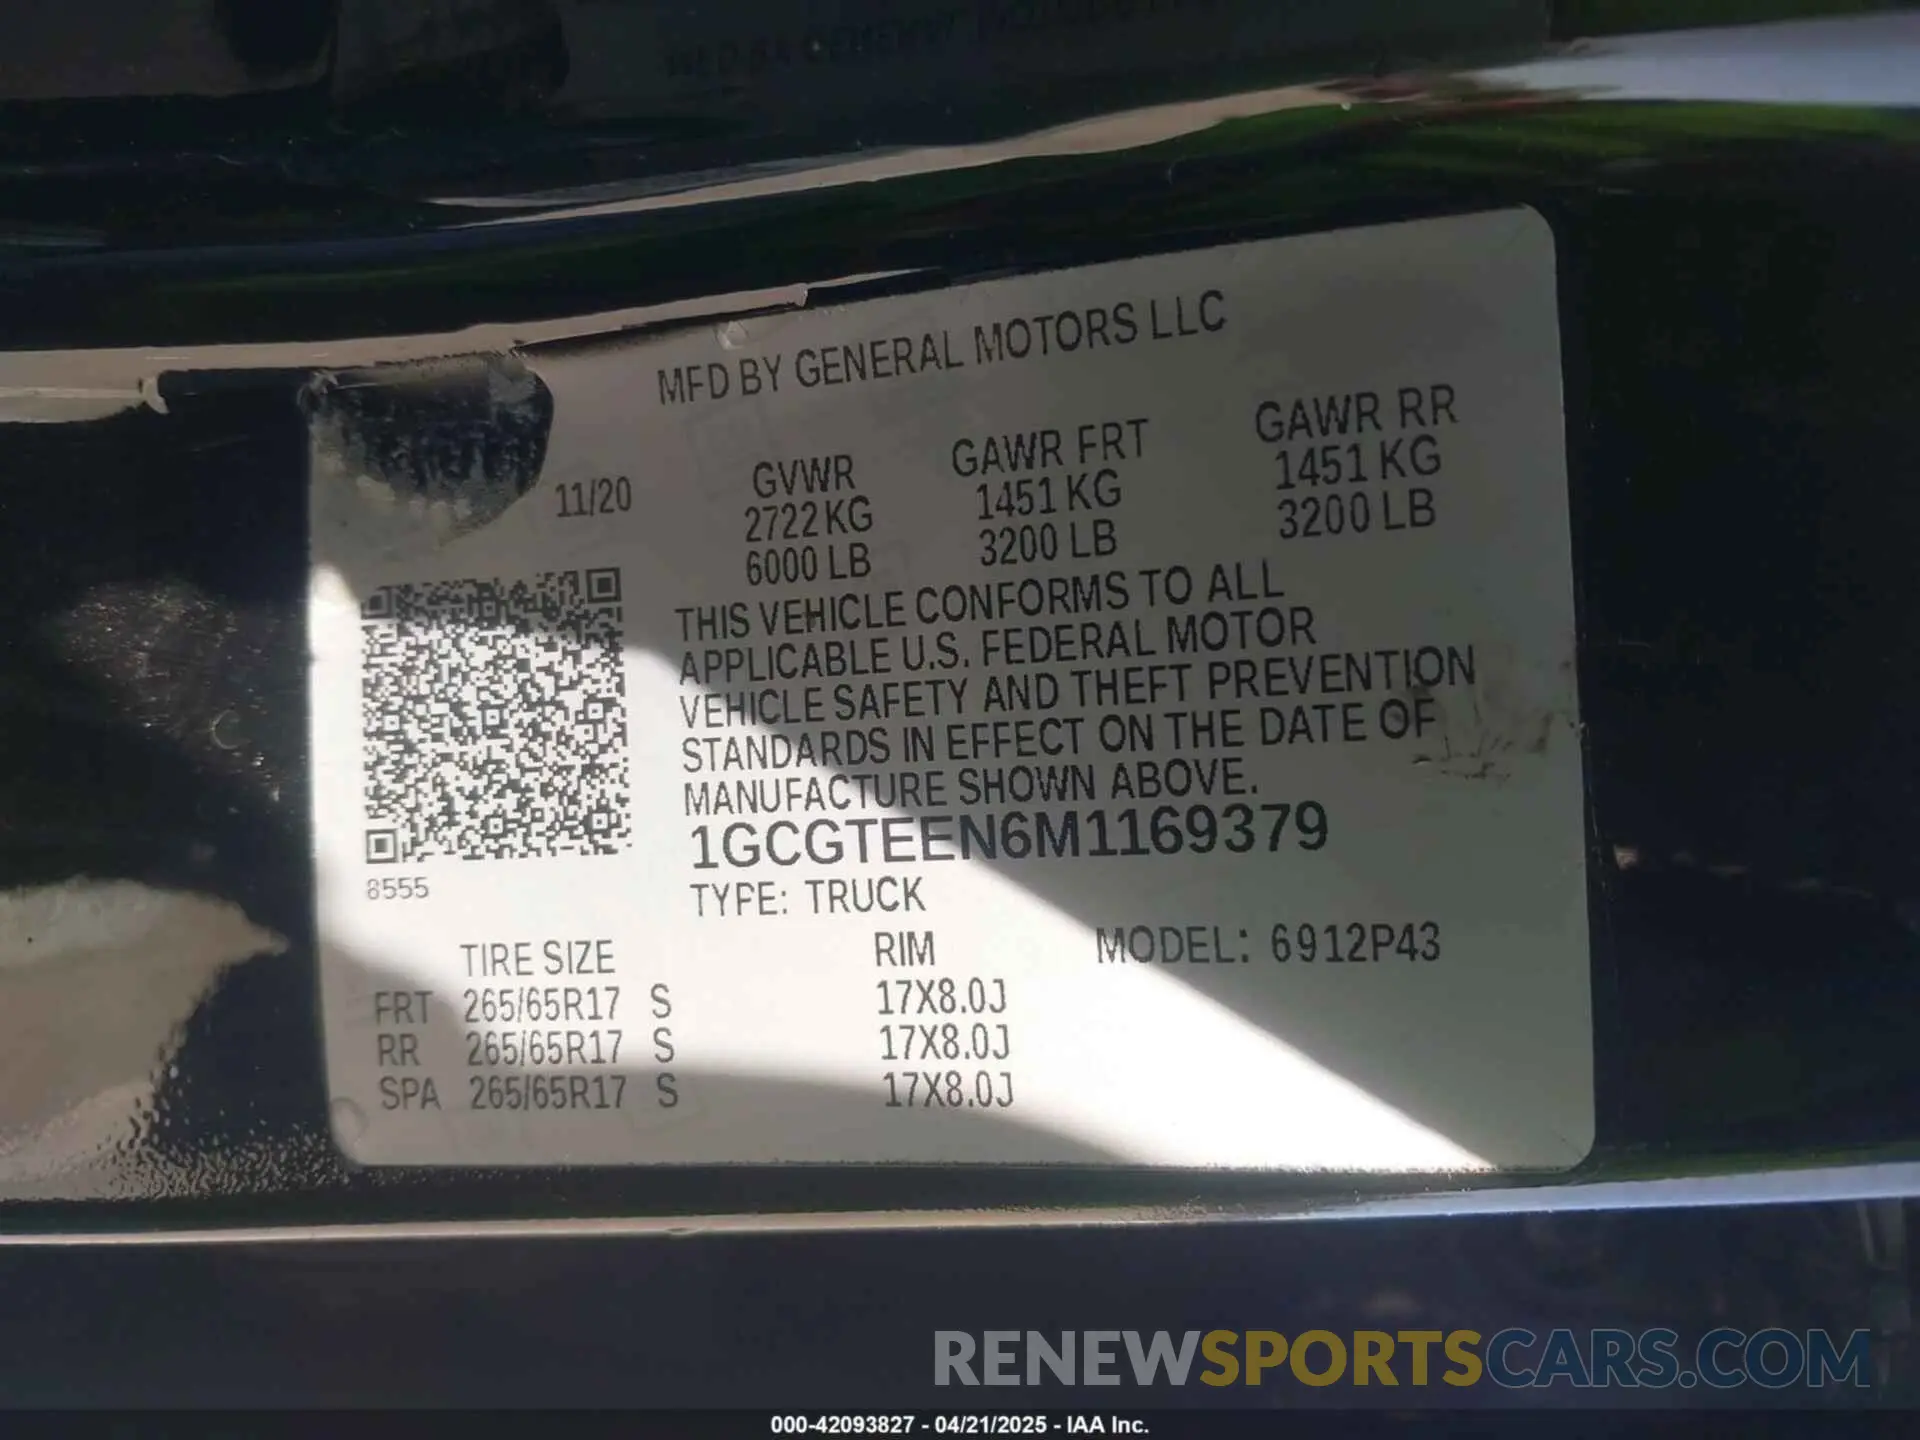 MFD BY GENERAL MOTORS LLC
11/20
GVWR GAWR FRT GAWR RR
2722 KG 1451 KG 1451 KG
6000 LB 3200 LB 3200 LB
THIS VEHICLE CONFORMS TO ALL
APPLICABLE U.S. FEDERAL MOTOR
VEHICLE SAFETY AND THEFT PREVENTION
STANDARDS IN EFFECT ON THE DATE OF
MANUFACTURE SHOWN ABOVE.
1GCGTEEN6M1169379
8555
TYPE: TRUCK
TIRE SIZE RIM MODEL: 6912P43
FRT 265/65R17 S 17X8.0J
RR 265/65R17 S 17X8.0J
SPA 265/65R17 S 17X8.0J
RENEWSPORTSCARS.COM
000-42093827 - 04/21/2025 - IAA Inc.